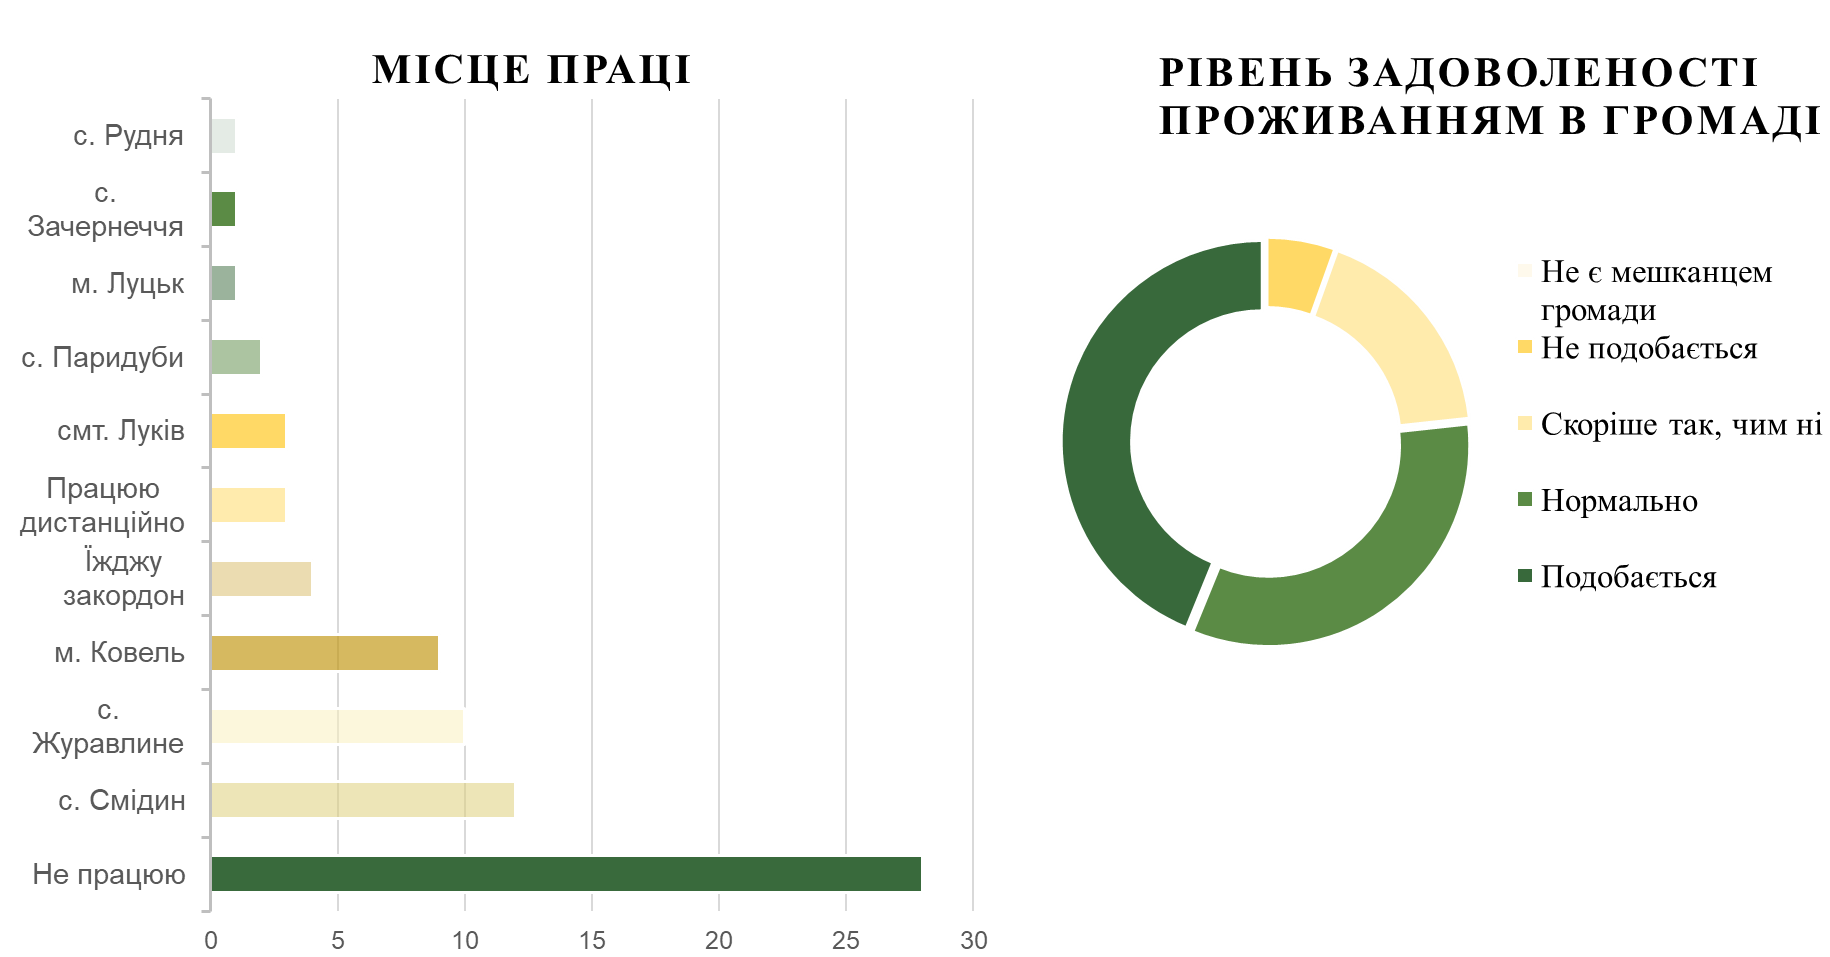 МІСЦЕ ПРАЦІ
с. Рудня
с.
Зачернеччя
м. Луцьк
с. Паридуби
смт. Луків
Працюю
дистанційно
Їжджу
закордон
м. Ковель
с.
Журавлине
с. Смідин
Не працюю
0 5 10 15 20 25 30
РІВЕНЬ ЗАДОВОЛЕНОСТІ
ПРОЖИВАННЯМ В ГРОМАДІ
Не є мешканцем
громади
Не подобається
Скоріше так, чим ні
Нормально
Подобається